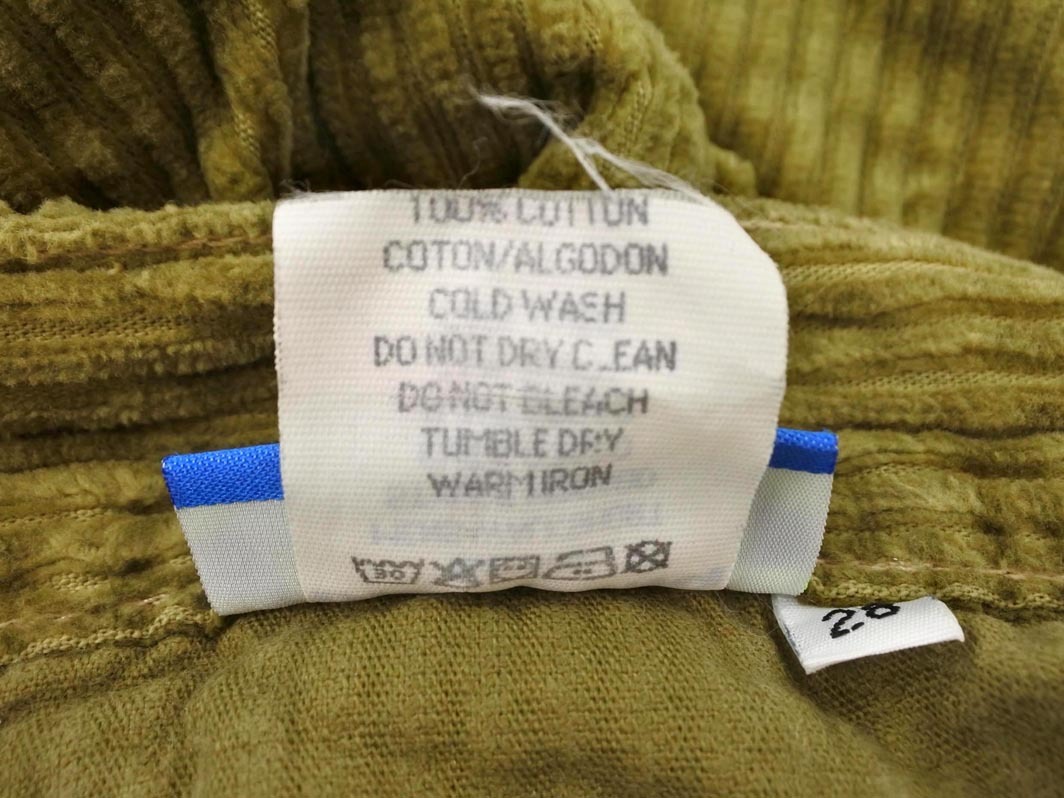 100% COTTON
COTON/ALGODON
COLD WASH
DO NOT DRY CLEAN
DO NOT BLEACH
TUMBLE DRY
WARM IRON
30
28